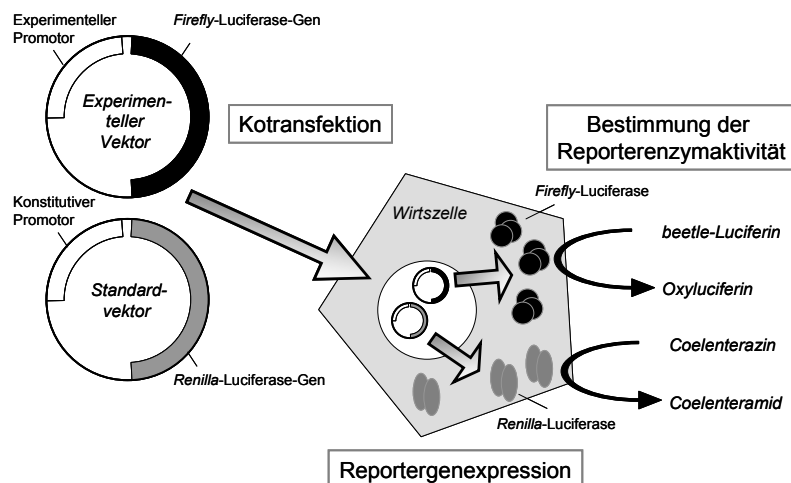 Experimenteller
Promotor
Firefly-Luciferase-Gen
Experimen-
teller
Vektor
Kotransfektion
Bestimmung der
Reporterenzymaktivität
Konstitutiver
Promotor
Standard-
vektor
Renilla-Luciferase-Gen
Wirtszelle
Firefly-Luciferase
beetle-Luciferin
Oxyluciferin
Coelenterazin
Coelenteramid
Renilla-Luciferase
Reportergenexpression